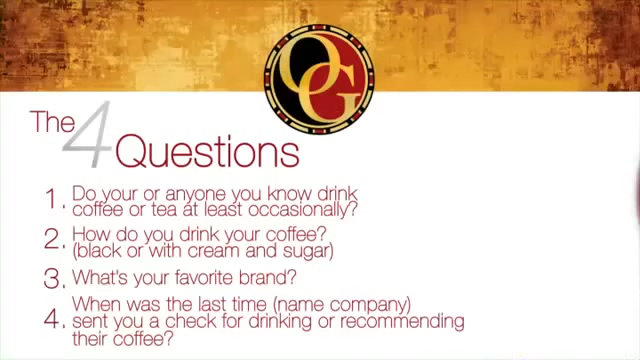 OG
The 4 Questions
1. Do your or anyone you know drink
coffee or tea at least occasionally?
2. How do you drink your coffee?
(black or with cream and sugar)
3. What's your favorite brand?
4. When was the last time (name company)
sent you a check for drinking or recommending
their coffee?